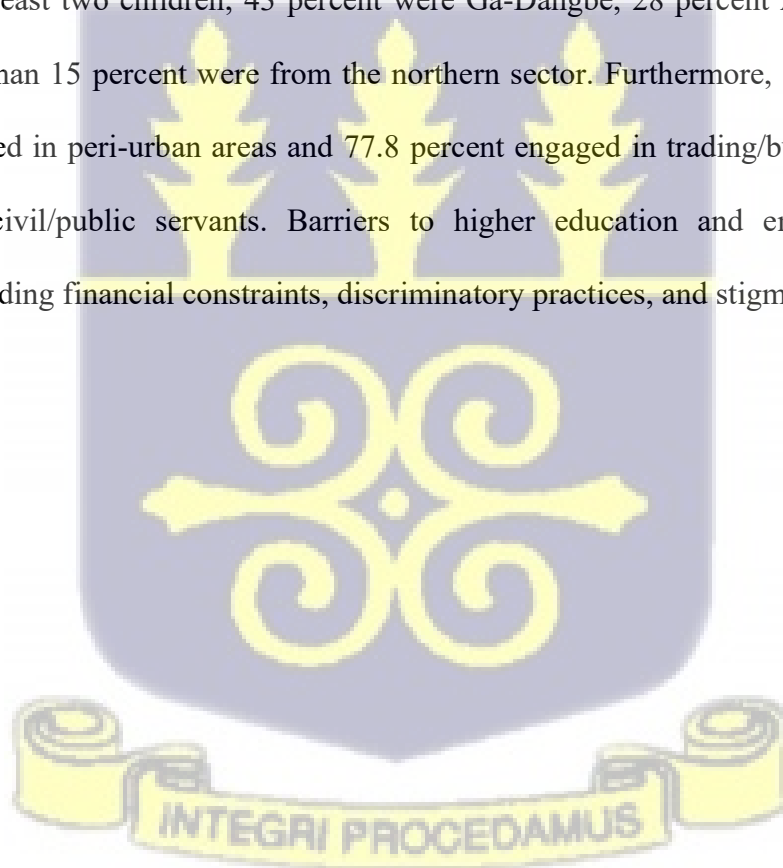 east two children, percent were Ga-Dangbe, 28 percent
han 15 percent were from the northern sector. Furthermore,
ed in peri-urban areas and 77.8 percent engaged in trading/b
civil/public servants. Barriers to higher education and e
ding financial constraints, discriminatory practices, and stigm
INTEGRI PROCEDAMUS